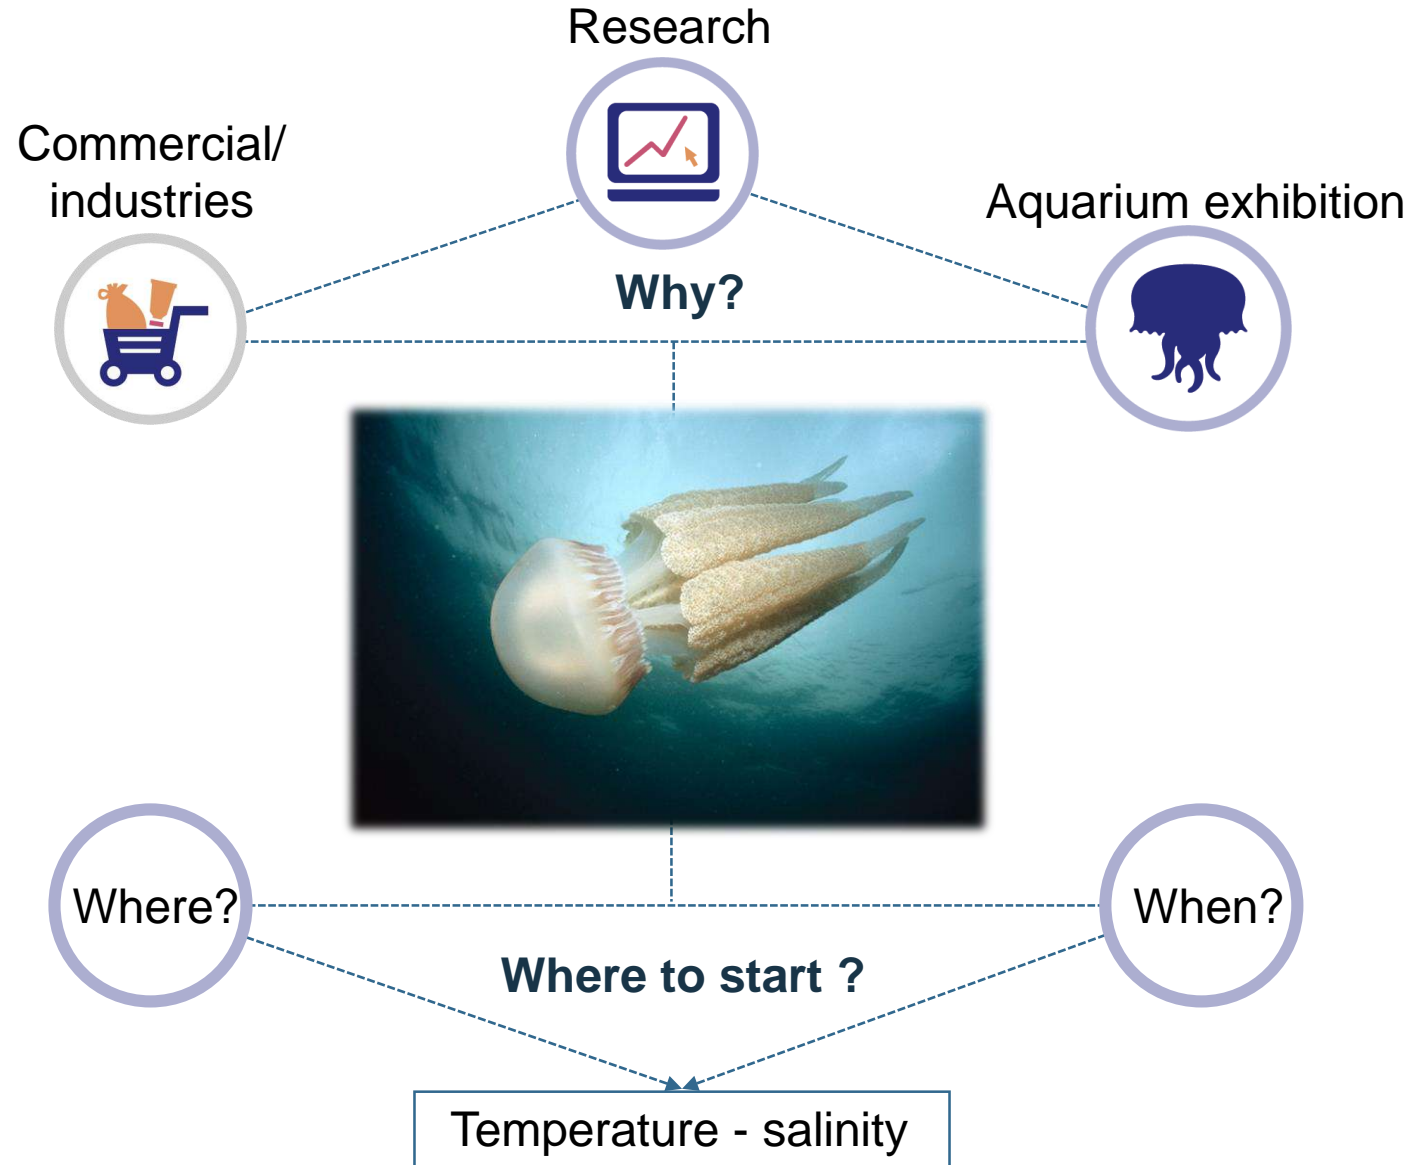 Research
Commercial/
industries
Aquarium exhibition
Why?
Where?
When?
Where to start ?
Temperature - salinity